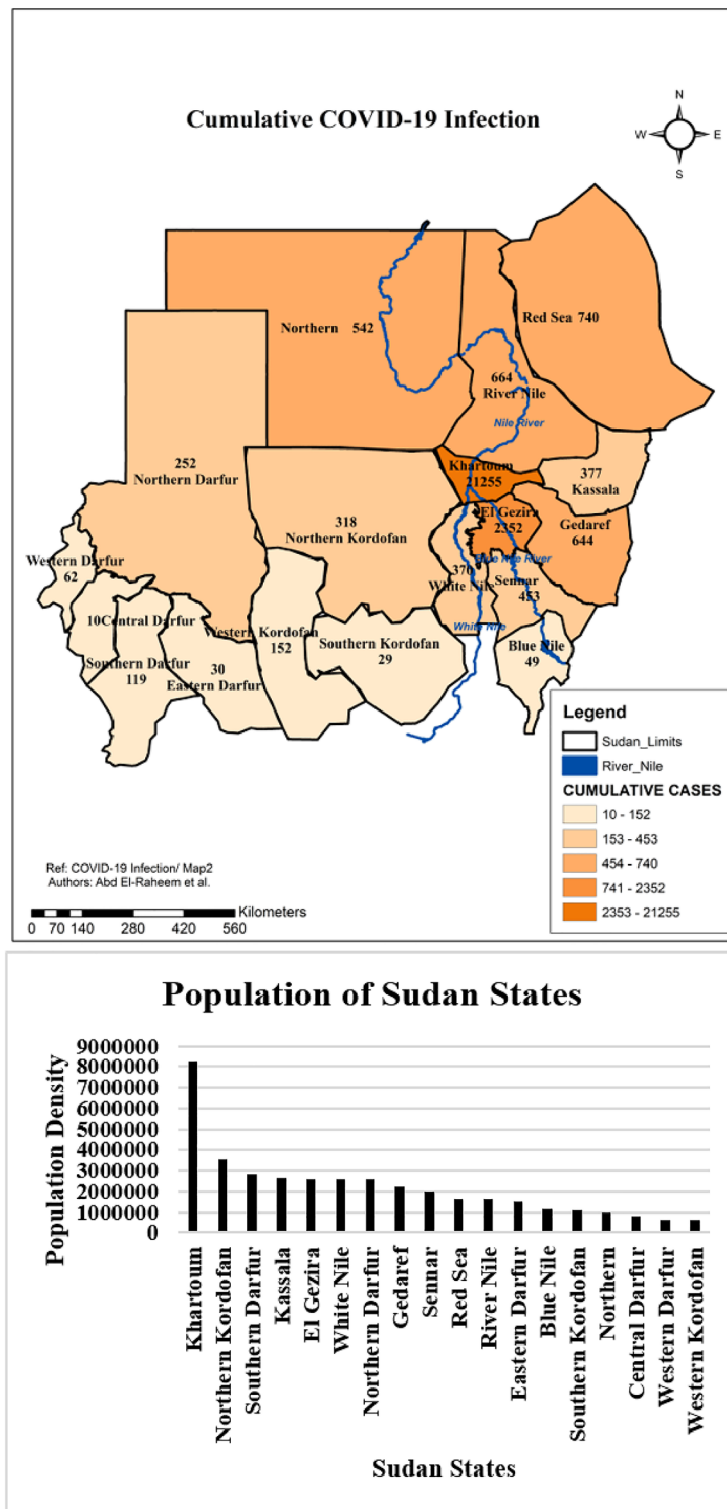 Cumulative COVID-19 Infection
N
W E
S
Northern 542
Red Sea 740
664
River Nile
Nile River
252
Northern Darfur
Khartoum
21255
377
Kassala
318
Northern Kordofan
El Gezira
2352
Gedaref
644
Western Darfur
62
370
White Nile
Blue Nile River
Sennar
453
10Central Darfur
Western Kordofan
152
White Nile
Southern Kordofan
29
Blue Nile
49
Southern Darfur
119
30
Eastern Darfur
Legend
Sudan_Limits
River_Nile
CUMULATIVE CASES
10 - 152
153 - 453
454 - 740
741 - 2352
2353 - 21255
Ref: COVID-19 Infection/ Map2
Authors: Abd El-Raheem et al.
Kilometers
0 70 140 280 420 560
Population of Sudan States
Population Density
9000000
8000000
7000000
6000000
5000000
4000000
3000000
2000000
1000000
0
Khartoum
Northern Kordofan
Southern Darfur
Kassala
El Gezira
White Nile
Northern Darfur
Gedaref
Sennar
Red Sea
River Nile
Eastern Darfur
Blue Nile
Southern Kordofan
Northern
Central Darfur
Western Darfur
Western Kordofan
Sudan States